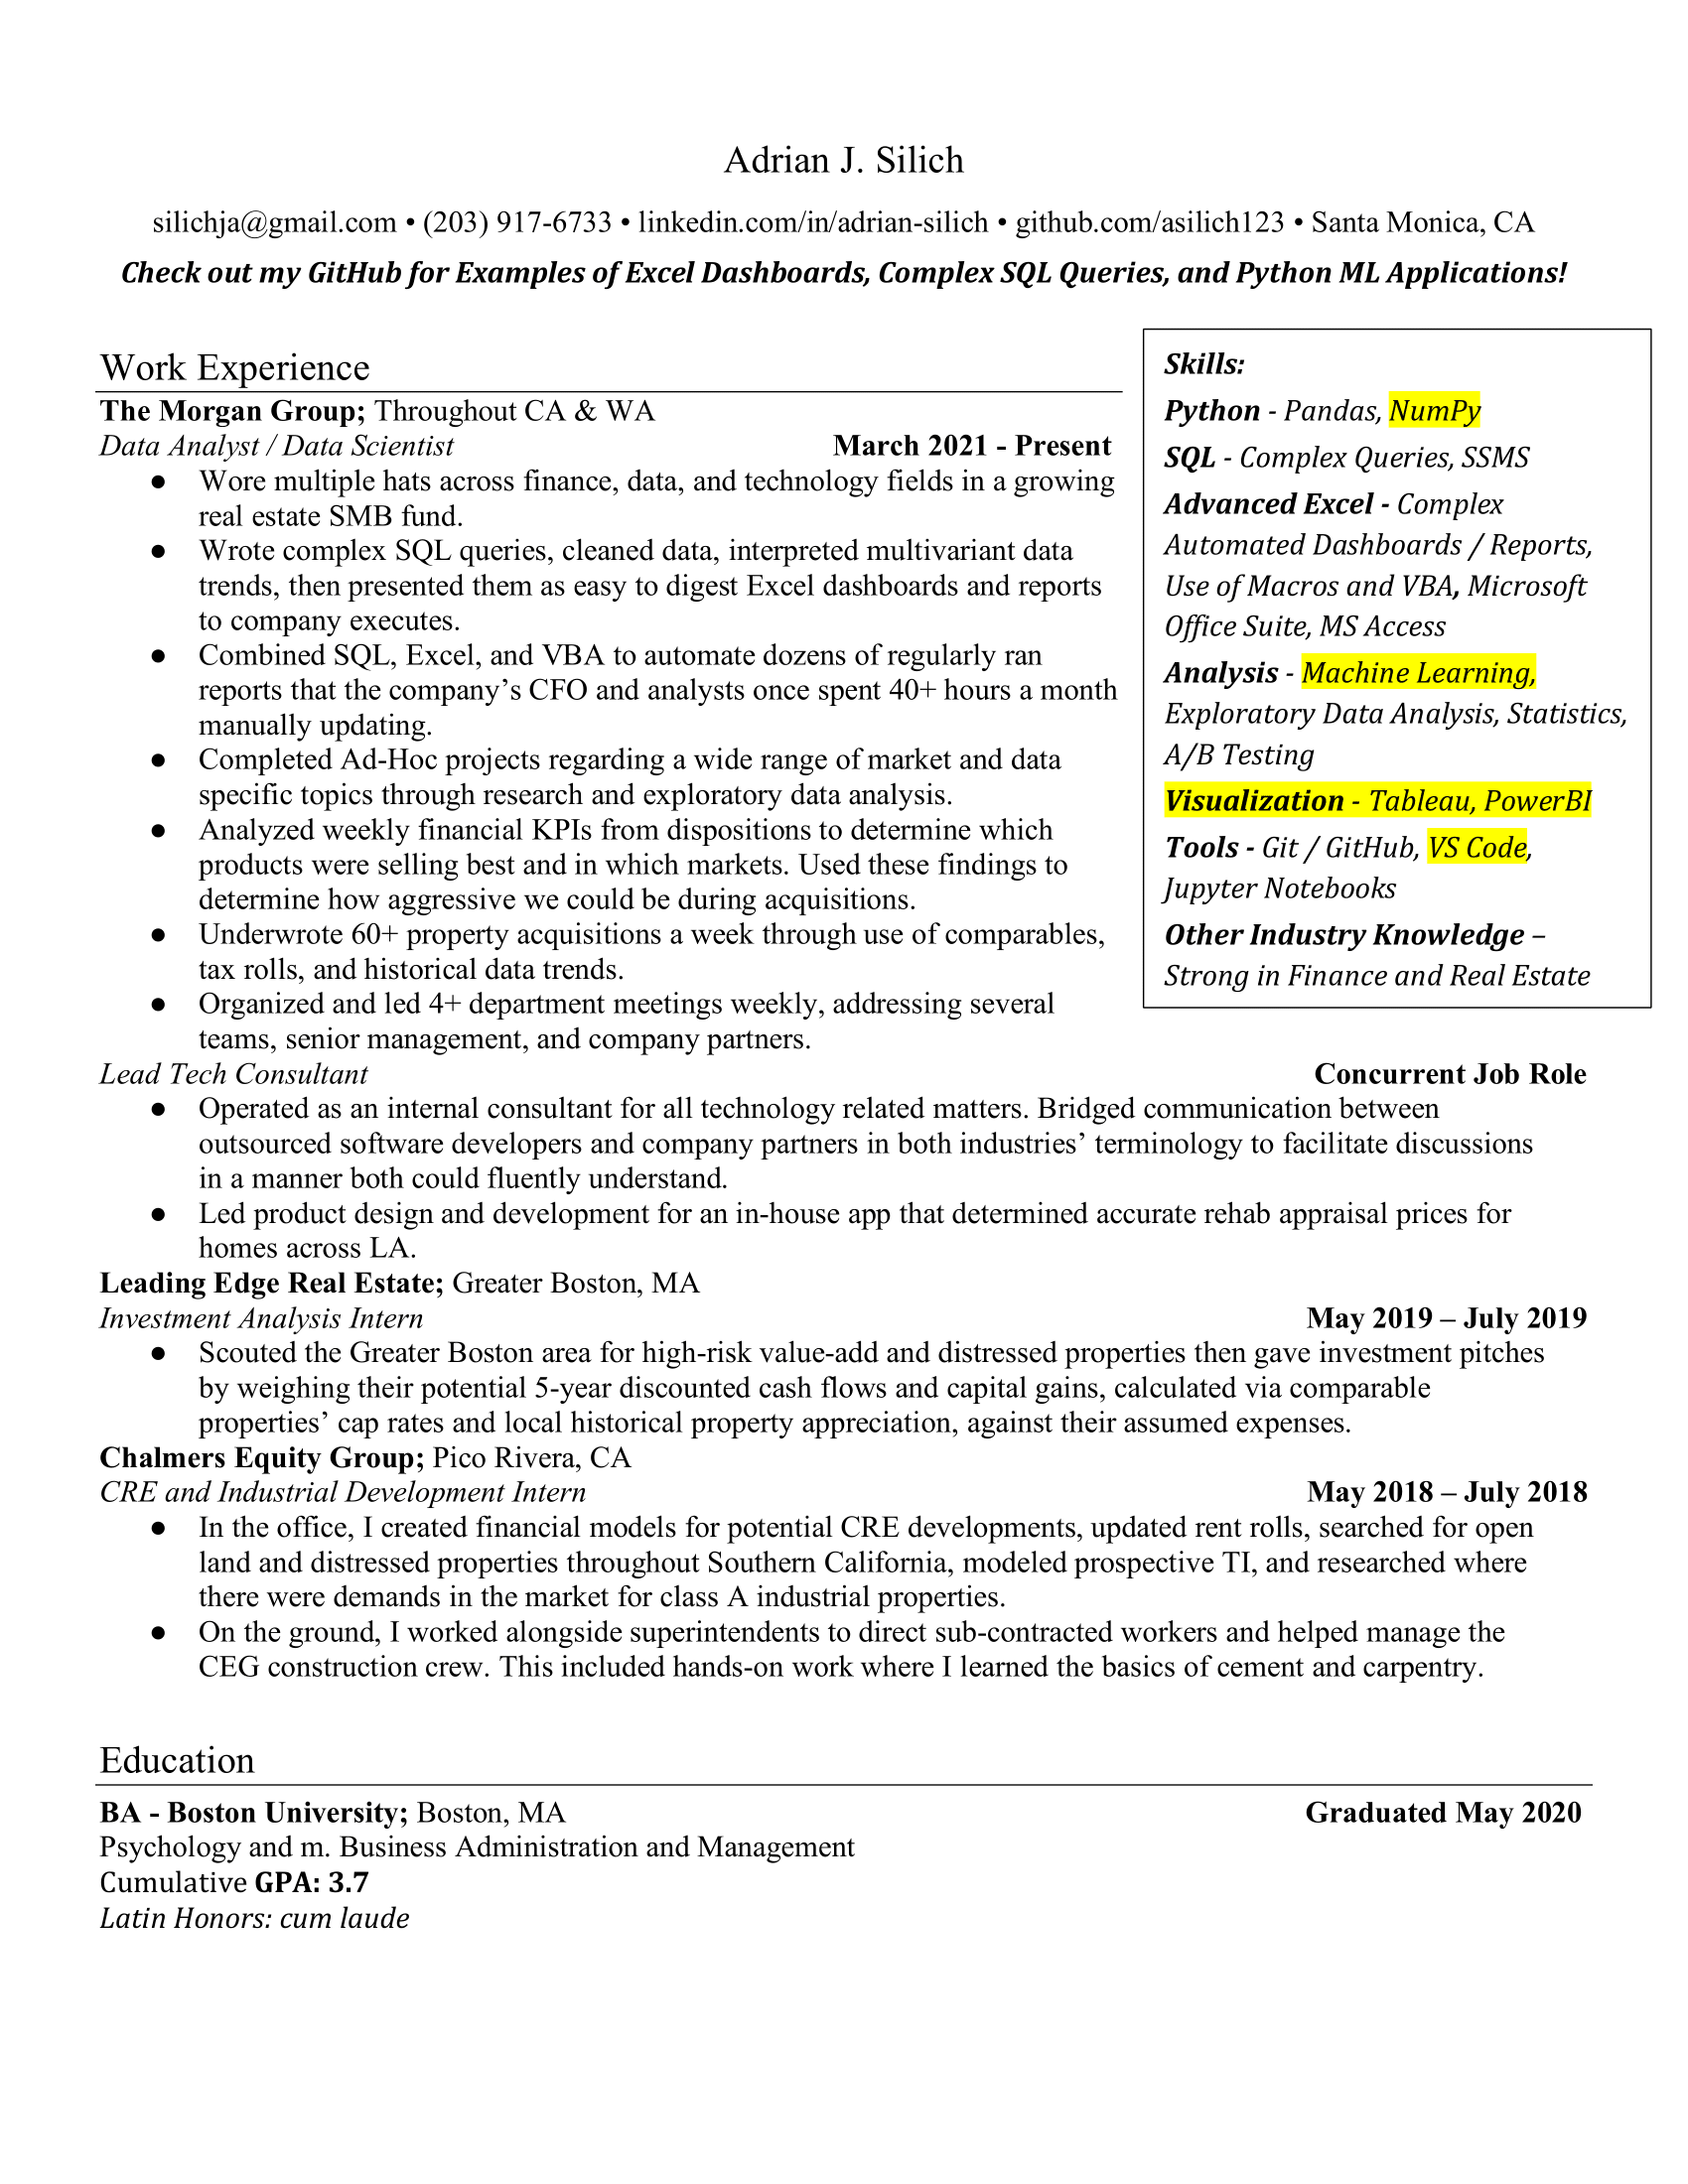 Adrian J. Silich
silichja@gmail.com • (203) 917-6733 • linkedin.com/in/adrian-silich • github.com/asilich123 • Santa Monica, CA
Check out my GitHub for Examples of Excel Dashboards, Complex SQL Queries, and Python ML Applications!
Work Experience
The Morgan Group; Throughout CA & WA
Data Analyst / Data Scientist March 2021 - Present
● Wore multiple hats across finance, data, and technology fields in a growing
real estate SMB fund.
● Wrote complex SQL queries, cleaned data, interpreted multivariant data
trends, then presented them as easy to digest Excel dashboards and reports
to company executes.
● Combined SQL, Excel, and VBA to automate dozens of regularly ran
reports that the company’s CFO and analysts once spent 40+ hours a month
manually updating.
● Completed Ad-Hoc projects regarding a wide range of market and data
specific topics through research and exploratory data analysis.
● Analyzed weekly financial KPIs from dispositions to determine which
products were selling best and in which markets. Used these findings to
determine how aggressive we could be during acquisitions.
● Underwrote 60+ property acquisitions a week through use of comparables,
tax rolls, and historical data trends.
● Organized and led 4+ department meetings weekly, addressing several
teams, senior management, and company partners.
Skills:
Python - Pandas, NumPy
SQL - Complex Queries, SSMS
Advanced Excel - Complex
Automated Dashboards / Reports,
Use of Macros and VBA, Microsoft
Office Suite, MS Access
Analysis - Machine Learning,
Exploratory Data Analysis, Statistics,
A/B Testing
Visualization - Tableau, PowerBI
Tools - Git / GitHub, VS Code,
Jupyter Notebooks
Other Industry Knowledge –
Strong in Finance and Real Estate
Lead Tech Consultant Concurrent Job Role
● Operated as an internal consultant for all technology related matters. Bridged communication between
outsourced software developers and company partners in both industries’ terminology to facilitate discussions
in a manner both could fluently understand.
● Led product design and development for an in-house app that determined accurate rehab appraisal prices for
homes across LA.
Leading Edge Real Estate; Greater Boston, MA
Investment Analysis Intern May 2019 – July 2019
● Scouted the Greater Boston area for high-risk value-add and distressed properties then gave investment pitches
by weighing their potential 5-year discounted cash flows and capital gains, calculated via comparable
properties’ cap rates and local historical property appreciation, against their assumed expenses.
Chalmers Equity Group; Pico Rivera, CA
CRE and Industrial Development Intern May 2018 – July 2018
● In the office, I created financial models for potential CRE developments, updated rent rolls, searched for open
land and distressed properties throughout Southern California, modeled prospective TI, and researched where
there were demands in the market for class A industrial properties.
● On the ground, I worked alongside superintendents to direct sub-contracted workers and helped manage the
CEG construction crew. This included hands-on work where I learned the basics of cement and carpentry.
Education
BA - Boston University; Boston, MA Graduated May 2020
Psychology and m. Business Administration and Management
Cumulative GPA: 3.7
Latin Honors: cum laude